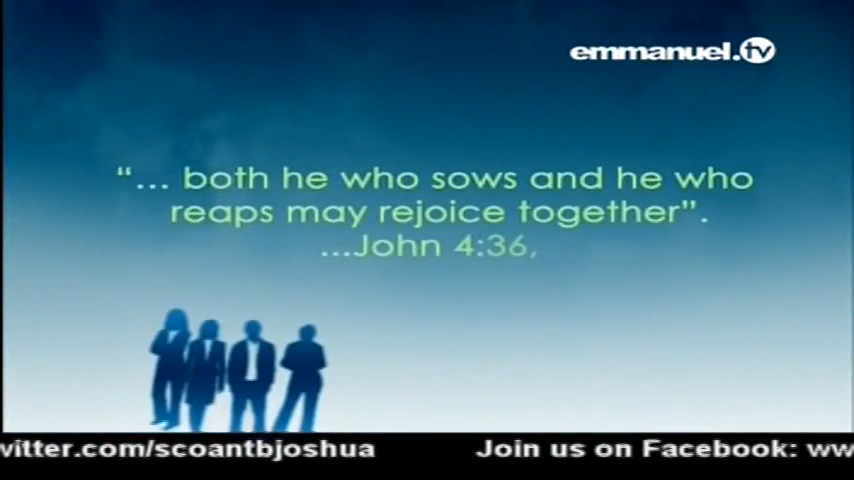 emmanuel.tv
“... both he who sows and he who
reaps may rejoice together”.
...John 4:36,
witter.com/scoantbjoshua Join us on Facebook: ww